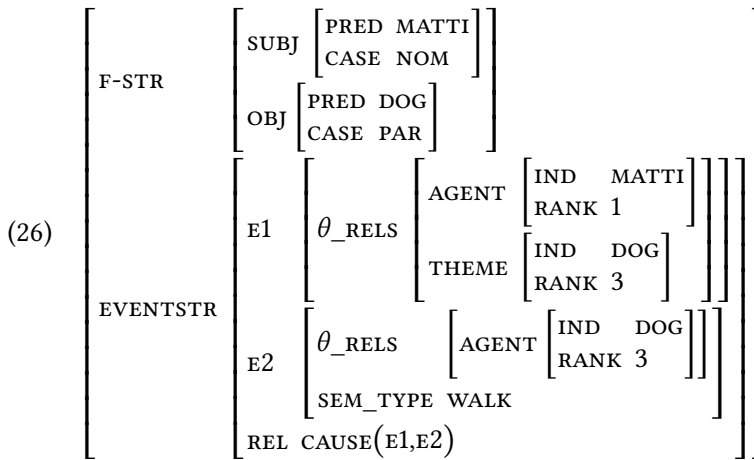 SUBJ PRED MATTI
CASE NOM
F-STR
OBJ PRED DOG
CASE PAR
AGENT IND MATTI
RANK 1
E1 θ_RELS
(26)
THEME IND DOG
RANK 3
EVENTSTR
θ_RELS AGENT IND DOG
RANK 3
E2
SEM_TYPE WALK
REL CAUSE(E1,E2)